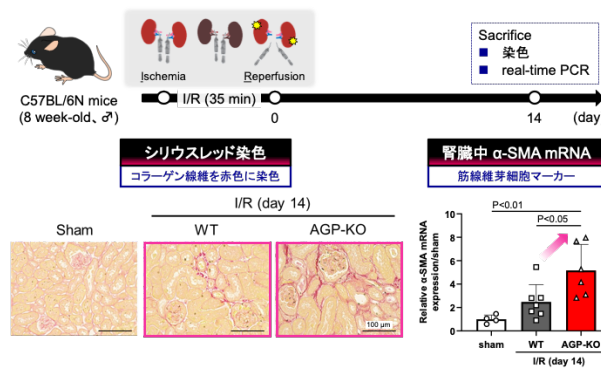 Sacrifice
■ 染色
■ real-time PCR
Ischemia
Reperfusion
C57BL/6N mice
(8 week-old、♂)
I/R (35 min)
0
14
(day
シリウスレッド染色
コラーゲン線維を赤色に染色
I/R (day 14)
Sham
WT
AGP-KO
100 μm
腎臓中 α-SMA mRNA
筋線維芽細胞マーカー
P<0.01
P<0.05
Relative α-SMA mRNA
expression/sham
10
8
6
4
2
0
sham
WT
AGP-KO
I/R (day 14)